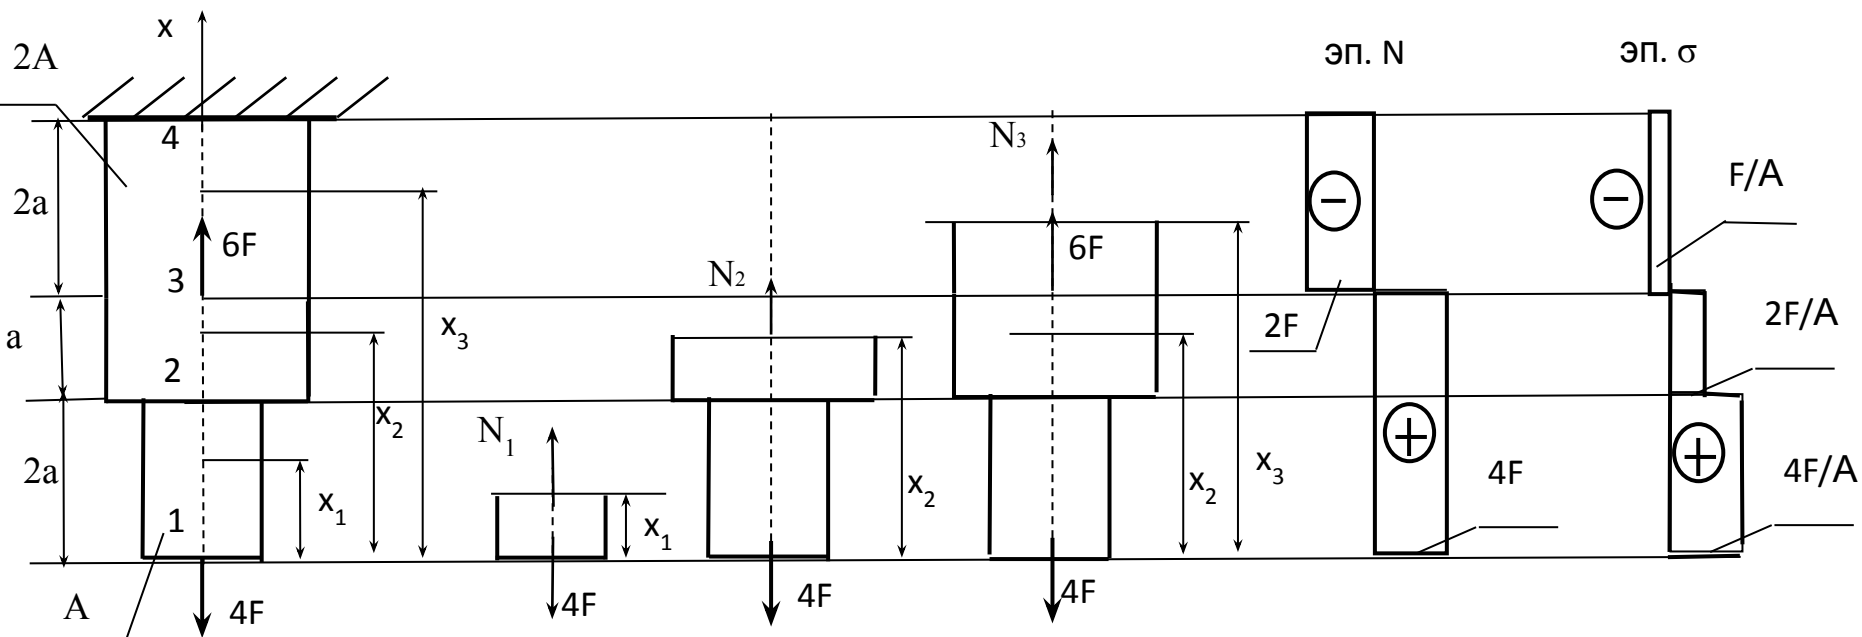 x
2A
эп. N
эп. σ
4
N₃
2a
6F
6F
F/A
3
N₂
x₃
2F
2F/A
a
2
x₂
N₁
2a
x₁
x₁
x₂
x₂
x₃
4F
4F/A
1
A
4F
4F
4F
4F